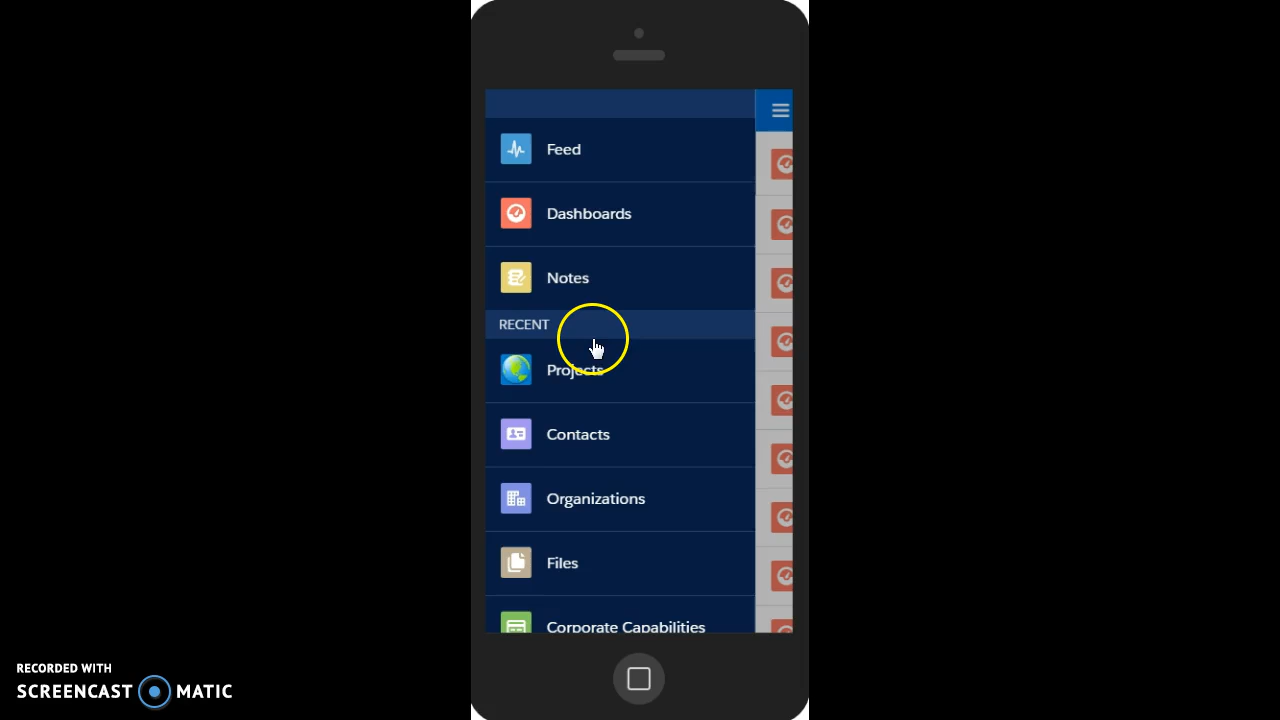 Feed
Dashboards
Notes
RECENT
Projects
Contacts
Organizations
Files
Corporate Capabilities
RECORDED WITH
SCREENCAST MATIC